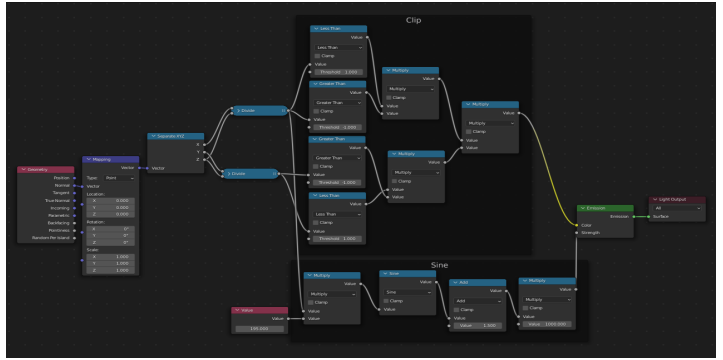 Clip
Less Than
Value
Less Than
Clamp
Value
Threshold 1.000
Greater Than
Value
Greater Than
Clamp
Value
Threshold -1.000
Greater Than
Value
Greater Than
Clamp
Value
Threshold -1.000
Less Than
Value
Less Than
Clamp
Value
Threshold 1.000
Multiply
Value
Multiply
Clamp
Value
Value
Multiply
Value
Multiply
Clamp
Value
Value
Multiply
Value
Multiply
Clamp
Value
Value
Divide
Divide
Separate XYZ
X
Y
Z
Vector
Mapping
Vector
Type: Point
Vector
Location:
X 0.000
Y 0.000
Z 0.000
Rotation:
X 0°
Y 0°
Z 0°
Scale:
X 1.000
Y 1.000
Z 1.000
Geometry
Position
Normal
Tangent
True Normal
Incoming
Parametric
Backfacing
Pointiness
Random Per Island
Emission
Emission
Color
Strength
Light Output
All
Surface
Sine
Value
Value
100.000
Multiply
Value
Multiply
Clamp
Value
Value
Sine
Value
Sine
Clamp
Value
Add
Value
Add
Clamp
Value
Value 1.000
Multiply
Value
Multiply
Clamp
Value
Value 1000.000